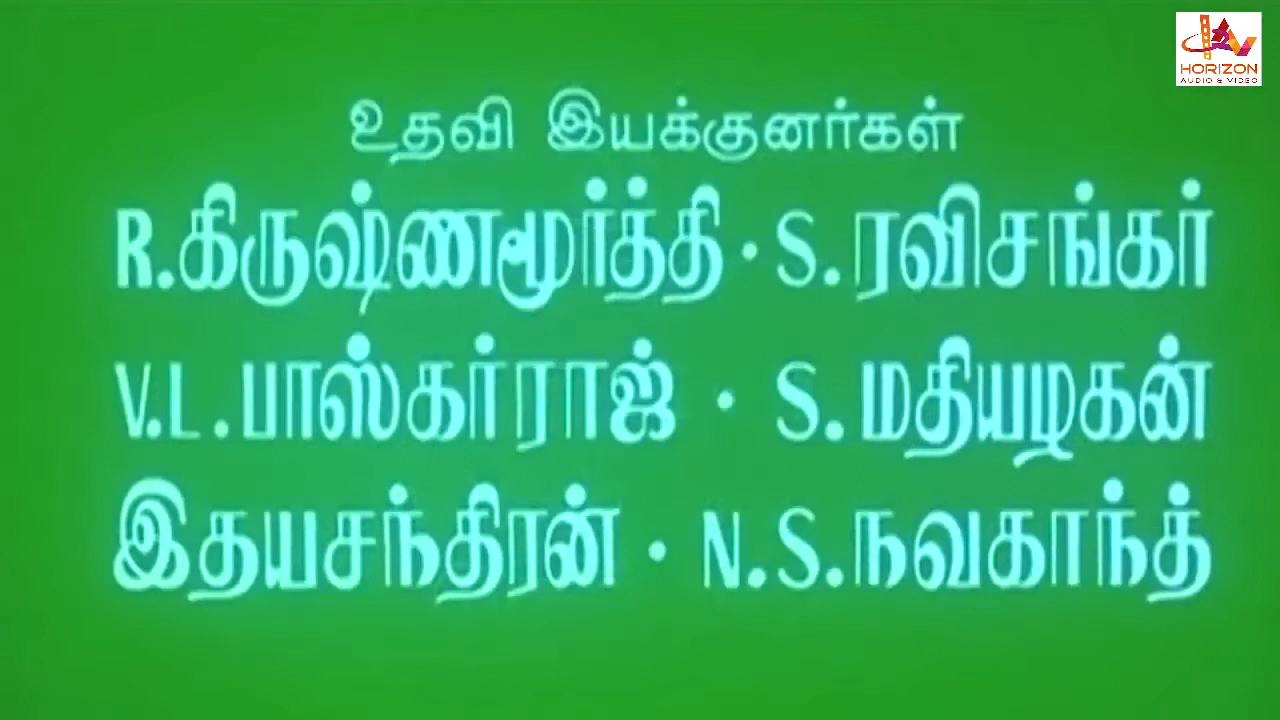 HORIZON
AUDIO & VIDEO
உதவி இயக்குனர்கள்
R.கிருஷ்ணமூர்த்தி · S.ரவிசங்கர்
V.L.பாஸ்கர்ராஜ் · S.மதியழகன்
இதயசந்திரன் · N.S.நவகாந்த்